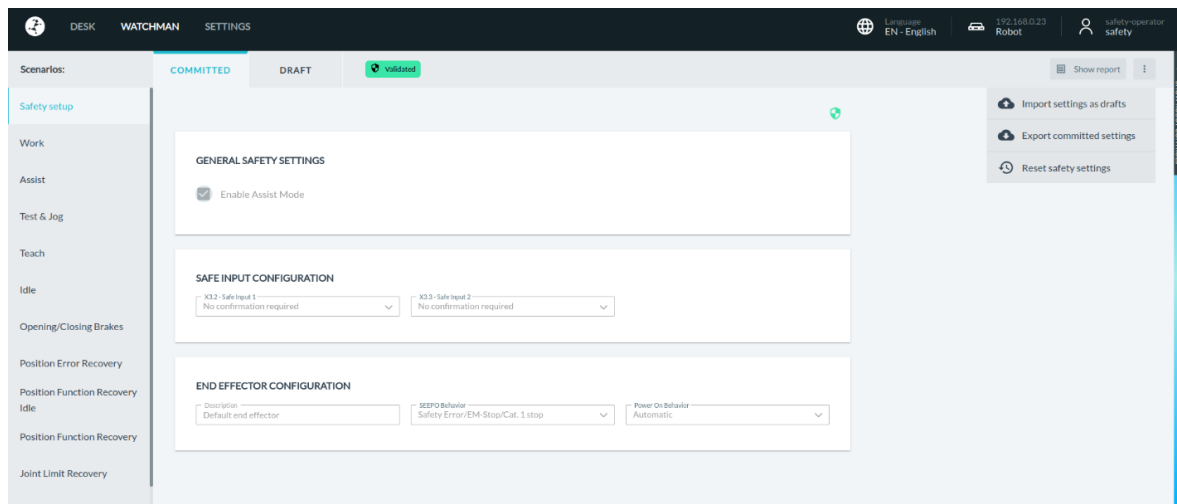 DESK
WATCHMAN
SETTINGS
Language
EN - English
192.168.0.23
Robot
safety-operator
safety
Scenarios:
COMMITTED
DRAFT
Validated
Show report
Safety setup
Work
Assist
Test & Jog
Teach
Idle
Opening/Closing Brakes
Position Error Recovery
Position Function Recovery
Idle
Position Function Recovery
Joint Limit Recovery
Import settings as drafts
Export committed settings
Reset safety settings
GENERAL SAFETY SETTINGS
Enable Assist Mode
SAFE INPUT CONFIGURATION
X3.2 - Safe Input 1
No confirmation required
X3.3 - Safe Input 2
No confirmation required
END EFFECTOR CONFIGURATION
Description
Default end effector
SEEPO Behavior
Safety Error/EM-Stop/Cat. 1 stop
Power On Behavior
Automatic